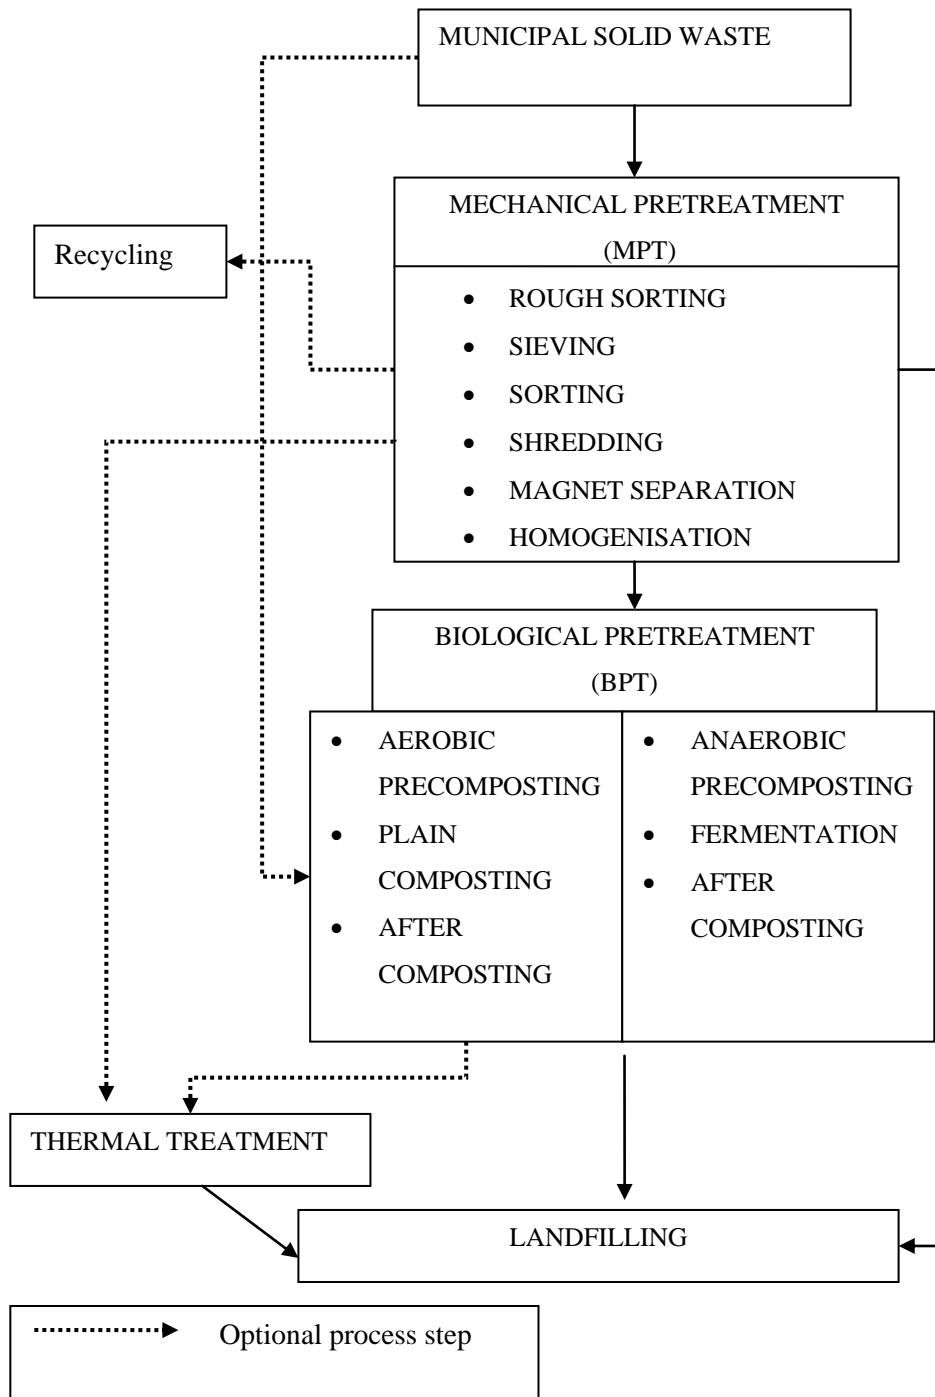 MUNICIPAL SOLID WASTE
MECHANICAL PRETREATMENT
(MPT)
Recycling
• ROUGH SORTING
• SIEVING
• SORTING
• SHREDDING
• MAGNET SEPARATION
• HOMOGENISATION
BIOLOGICAL PRETREATMENT
(BPT)
• AEROBIC
PRECOMPOSTING
• PLAIN
COMPOSTING
• AFTER
COMPOSTING
• ANAEROBIC
PRECOMPOSTING
• FERMENTATION
• AFTER
COMPOSTING
THERMAL TREATMENT
LANDFILLING
Optional process step